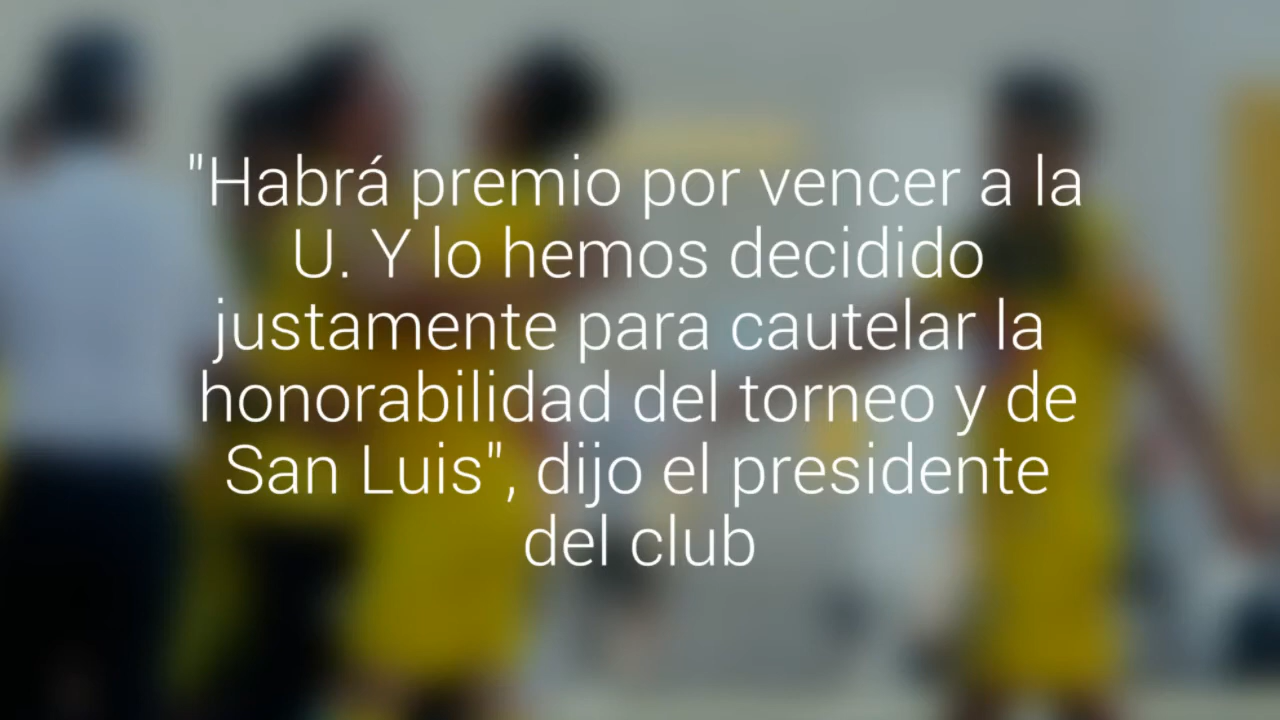 "Habrá premio por vencer a la
U. Y lo hemos decidido
justamente para cautelar la
honorabilidad del torneo y de
San Luis", dijo el presidente
del club